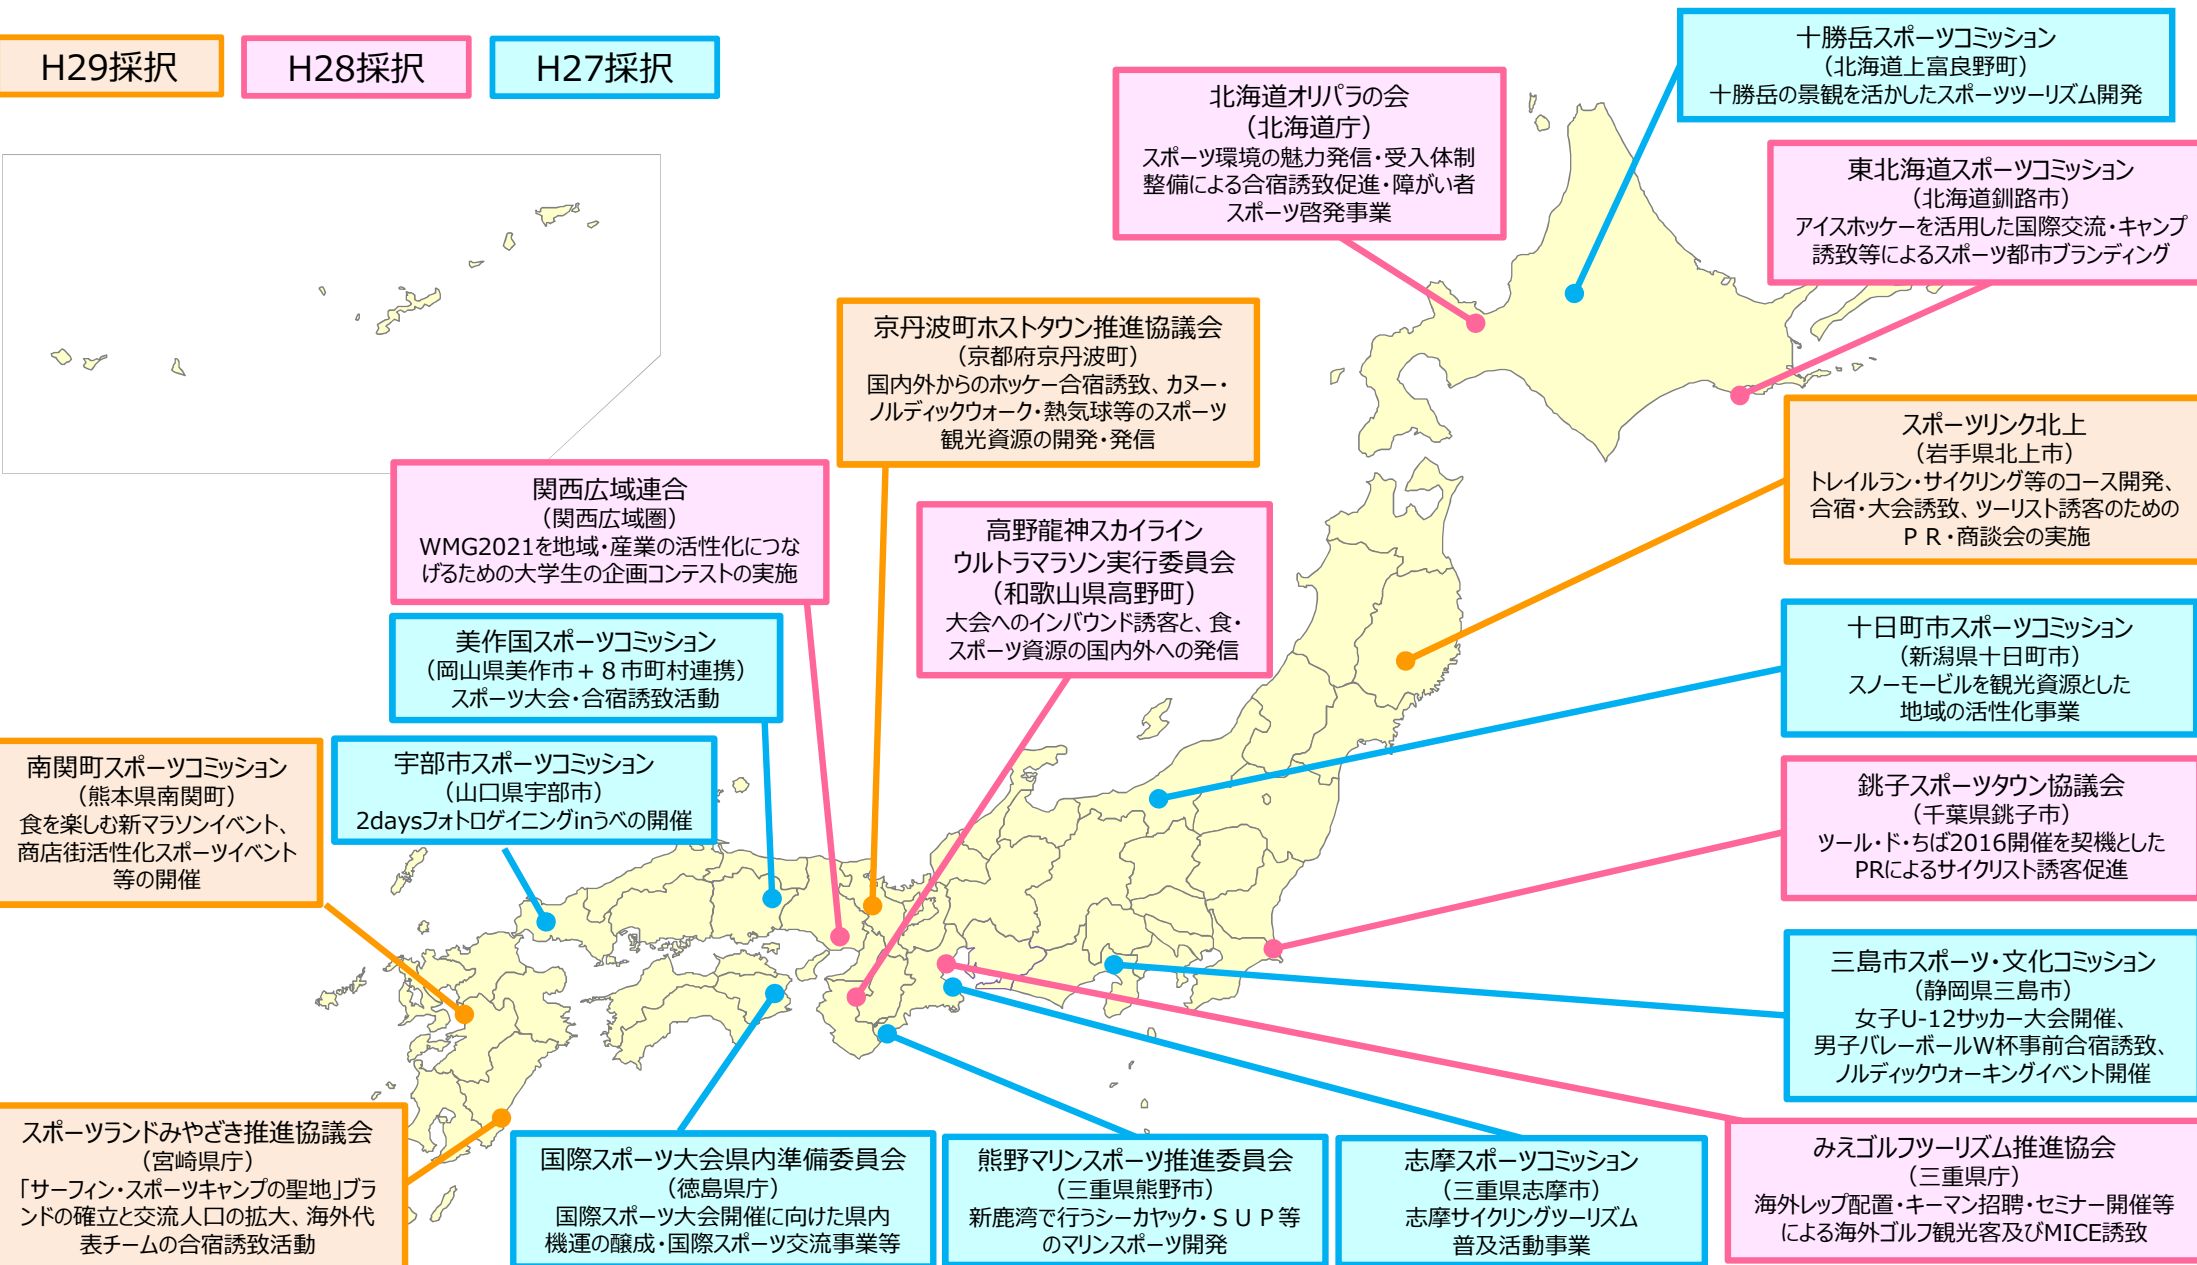 H29採択
H28採択
H27採択
十勝岳スポーツコミッション
(北海道上富良野町)
十勝岳の景観を活かしたスポーツツーリズム開発
北海道オリパラの会
(北海道庁)
スポーツ環境の魅力発信・受入体制
整備による合宿誘致促進・障がい者
スポーツ啓発事業
東北海道スポーツコミッション
(北海道釧路市)
アイスホッケーを活用した国際交流・キャンプ
誘致等によるスポーツ都市ブランディング
京丹波町ホストタウン推進協議会
(京都府京丹波町)
国内外からのホッケー合宿誘致、カヌー・
ノルディックウォーク・熱気球等のスポーツ
観光資源の開発・発信
スポーツリンク北上
(岩手県北上市)
トレイルラン・サイクリング等のコース開発、
合宿・大会誘致、ツーリスト誘客のための
PR・商談会の実施
関西広域連合
(関西広域圏)
WMG2021を地域・産業の活性化につな
げるための大学生の企画コンテストの実施
高野龍神スカイライン
ウルトラマラソン実行委員会
(和歌山県高野町)
大会へのインバウンド誘客と、食・
スポーツ資源の国内外への発信
美作国スポーツコミッション
(岡山県美作市+8市町村連携)
スポーツ大会・合宿誘致活動
十日町市スポーツコミッション
(新潟県十日町市)
スノーモービルを観光資源とした
地域の活性化事業
南関町スポーツコミッション
(熊本県南関町)
食を楽しむ新マラソンイベント、
商店街活性化スポーツイベント
等の開催
宇部市スポーツコミッション
(山口県宇部市)
2daysフォトロゲイニングinうべの開催
銚子スポーツタウン協議会
(千葉県銚子市)
ツール・ド・ちば2016開催を契機とした
PRによるサイクリスト誘客促進
三島市スポーツ・文化コミッション
(静岡県三島市)
女子U-12サッカー大会開催、
男子バレーボールW杯事前合宿誘致、
ノルディックウォーキングイベント開催
スポーツランドみやざき推進協議会
(宮崎県庁)
「サーフィン・スポーツキャンプの聖地」ブラ
ンドの確立と交流人口の拡大、海外代
表チームの合宿誘致活動
国際スポーツ大会県内準備委員会
(徳島県庁)
国際スポーツ大会開催に向けた県内
機運の醸成・国際スポーツ交流事業等
熊野マリンスポーツ推進委員会
(三重県熊野市)
新鹿湾で行うシーカヤック・SUP等
のマリンスポーツ開発
志摩スポーツコミッション
(三重県志摩市)
志摩サイクリングツーリズム
普及活動事業
みえゴルフツーリズム推進協会
(三重県庁)
海外レップ配置・キーマン招聘・セミナー開催等
による海外ゴルフ観光客及びMICE誘致